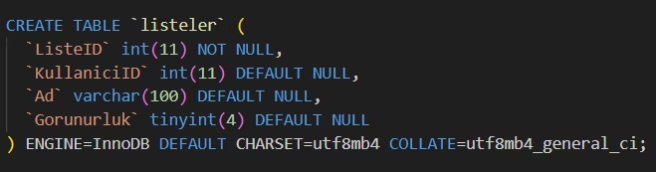 CREATE TABLE `listeler` (
  `ListeID` int(11) NOT NULL,
  `KullaniciID` int(11) DEFAULT NULL,
  `Ad` varchar(100) DEFAULT NULL,
  `Gorunurluk` tinyint(4) DEFAULT NULL
) ENGINE=InnoDB DEFAULT CHARSET=utf8mb4 COLLATE=utf8mb4_general_ci;